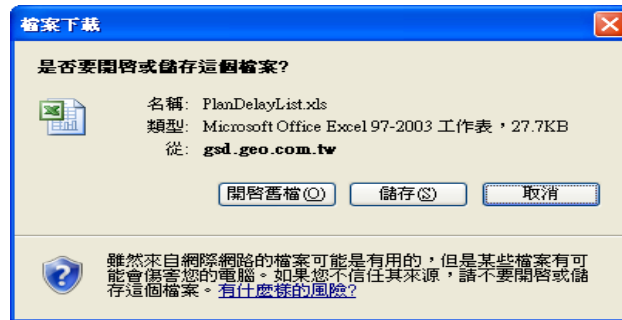 檔案下載
是否要開啓或儲存這個檔案?
名稱: PlanDelayList.xls
類型: Microsoft Office Excel 97-2003 工作表，27.7KB
從: gsd.geo.com.tw
開啓舊檔(O) 儲存(S) 取消
雖然來自網際網路的檔案可能是有用的，但是某些檔案有可
能會傷害您的電腦。如果您不信任其來源，請不要開啓或儲
存這個檔案。有什麼樣的風險?